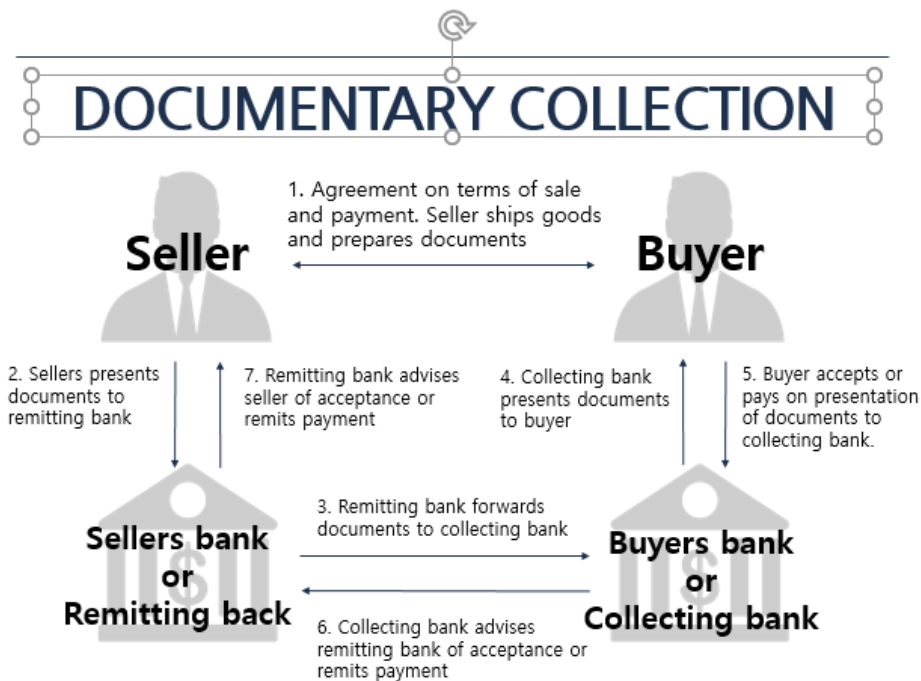 DOCUMENTARY COLLECTION
1. Agreement on terms of sale
and payment. Seller ships goods
and prepares documents
Seller
Buyer
2. Sellers presents
documents to
remitting bank
7. Remitting bank advises
seller of acceptance or
remits payment
4. Collecting bank
presents documents
to buyer
5. Buyer accepts or
pays on presentation
of documents to
collecting bank.
Sellers bank
or
Remitting back
3. Remitting bank forwards
documents to collecting bank
Buyers bank
or
Collecting bank
6. Collecting bank advises
remitting bank of acceptance or
remits payment